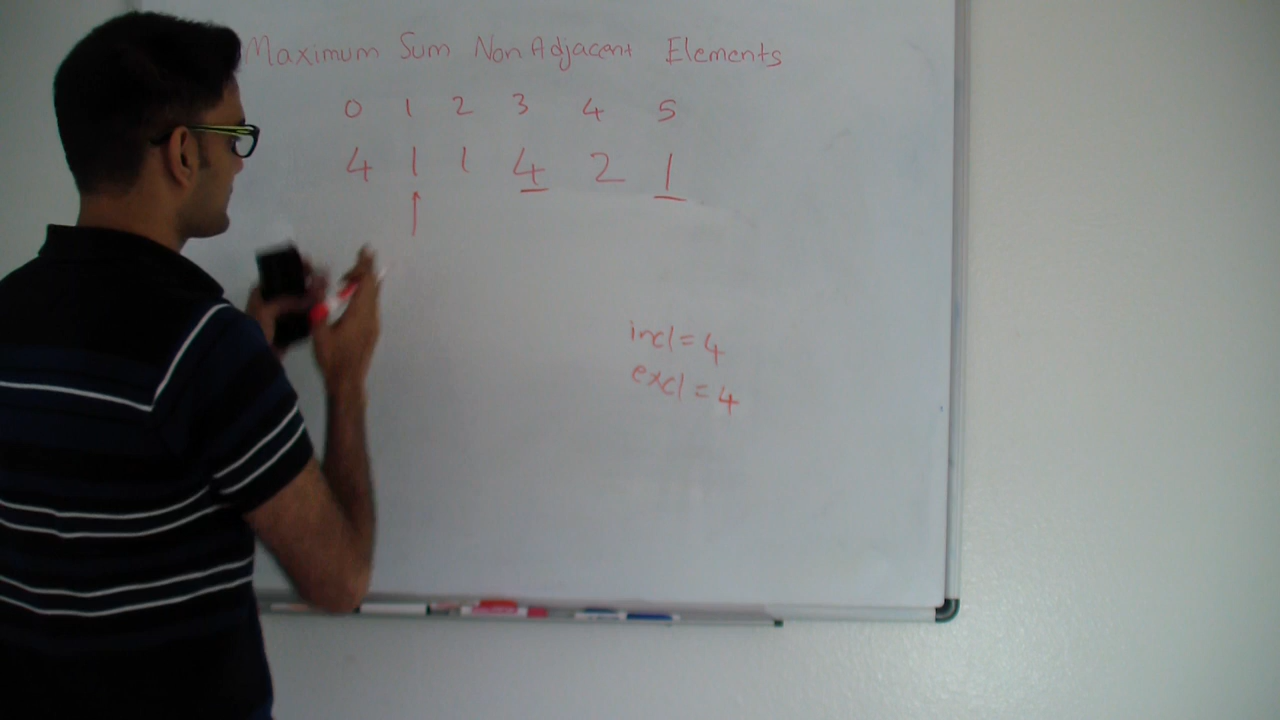 Maximum Sum Non Adjacent Elements
0 1 2 3 4 5
4 1 1 4 2 1
incl = 4
excl = 4